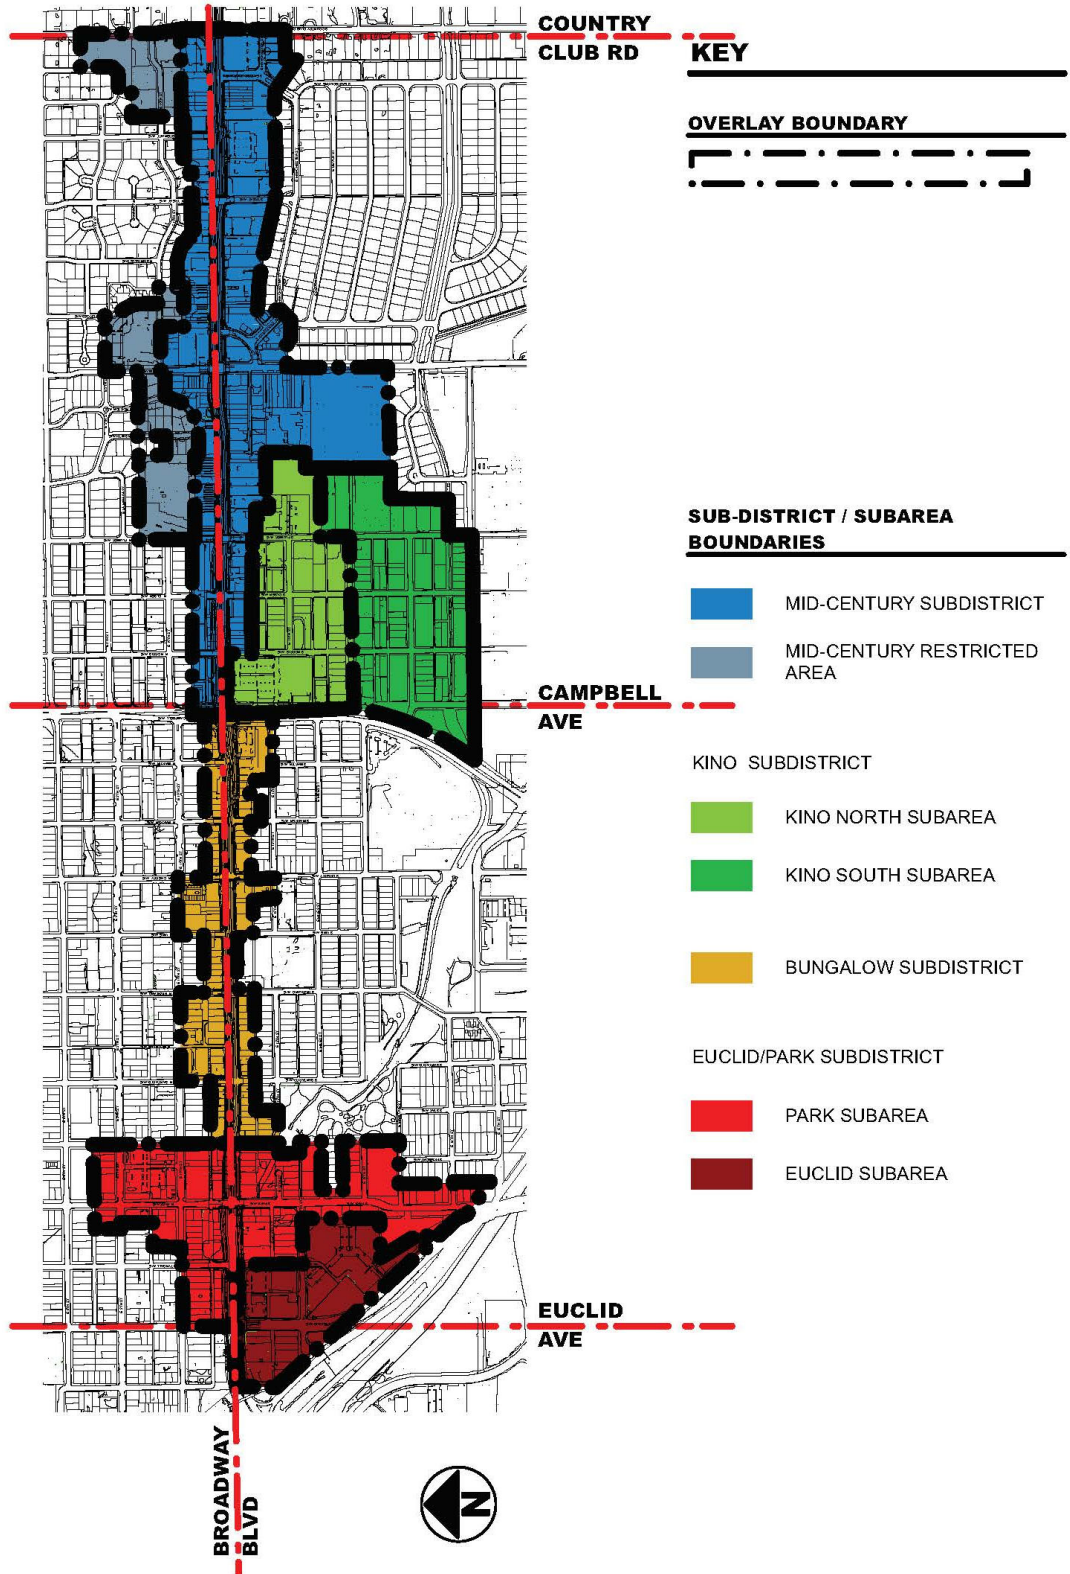 COUNTRY
CLUB RD
KEY
OVERLAY BOUNDARY
SUB-DISTRICT / SUBAREA
BOUNDARIES
MID-CENTURY SUBDISTRICT
MID-CENTURY RESTRICTED
AREA
CAMPBELL
AVE
KINO SUBDISTRICT
KINO NORTH SUBAREA
KINO SOUTH SUBAREA
BUNGALOW SUBDISTRICT
EUCLID/PARK SUBDISTRICT
PARK SUBAREA
EUCLID SUBAREA
EUCLID
AVE
BROADWAY
BLVD
N